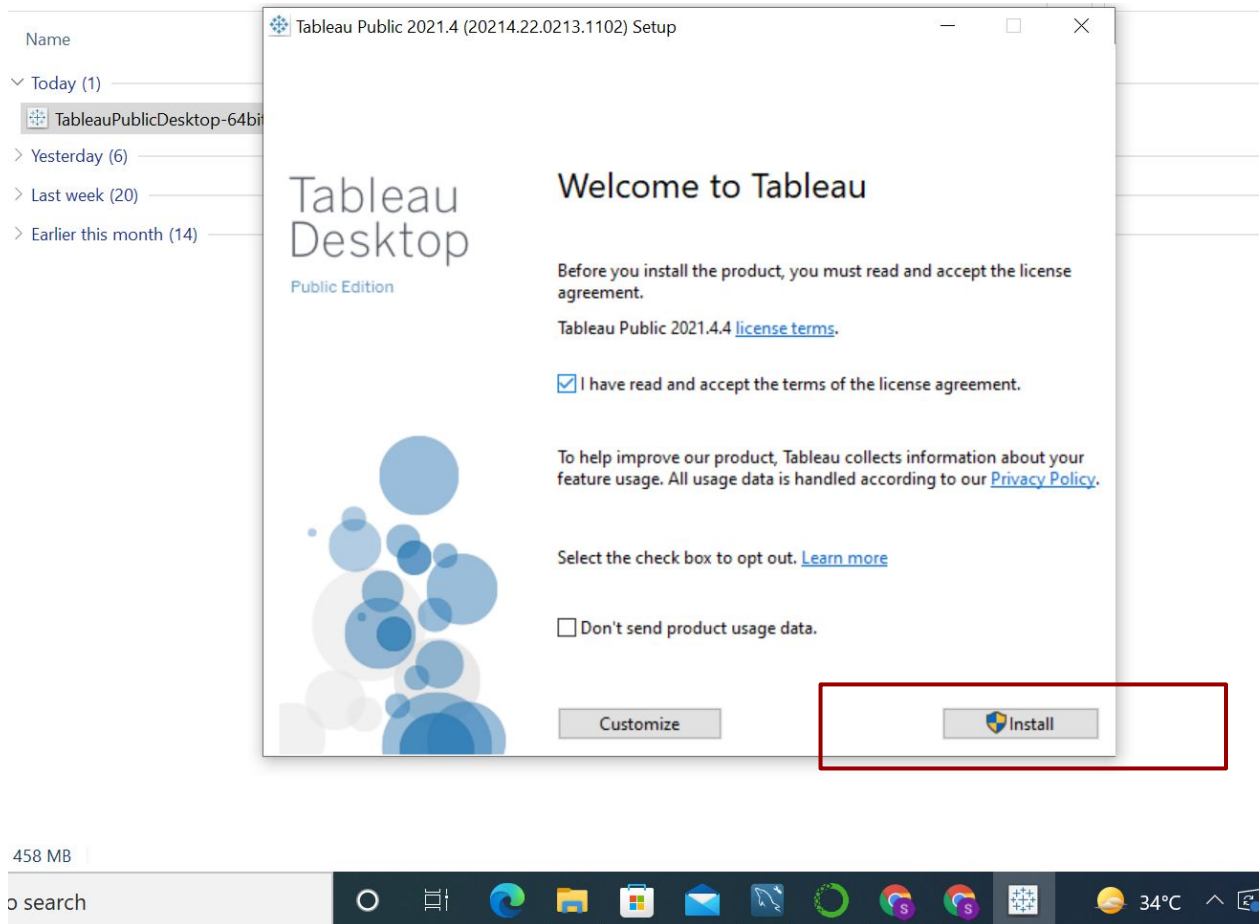 Name
Today (1)
TableauPublicDesktop-64bit
Yesterday (6)
Last week (20)
Earlier this month (14)
Tableau Public 2021.4 (20214.22.0213.1102) Setup
Tableau
Desktop
Public Edition
Welcome to Tableau
Before you install the product, you must read and accept the license
agreement.
Tableau Public 2021.4.4 license terms.
I have read and accept the terms of the license agreement.
To help improve our product, Tableau collects information about your
feature usage. All usage data is handled according to our Privacy Policy.
Select the check box to opt out. Learn more
Don't send product usage data.
Customize
Install
458 MB
o search
S
S
34°C